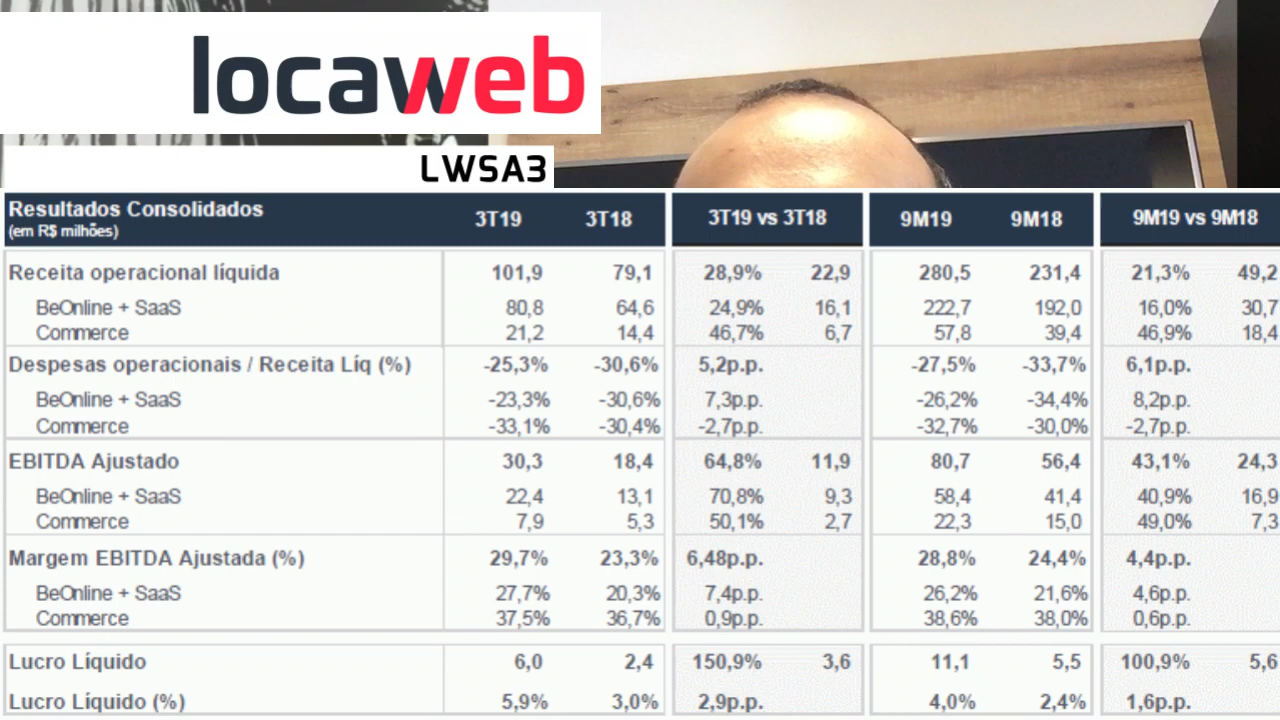 locaweb
LWSA3
Resultados Consolidados 3T19 3T18 3T19 vs 3T18 9M19 9M18 9M19 vs 9M18
(em R$ milhões)
Receita operacional líquida 101,9 79,1 28,9% 22,9 280,5 231,4 21,3% 49,2
BeOnline + SaaS 80,8 64,6 24,9% 16,1 222,7 192,0 16,0% 30,7
Commerce 21,2 14,4 46,7% 6,7 57,8 39,4 46,9% 18,4
Despesas operacionais / Receita Líq (%) -25,3% -30,6% 5,2p.p. -27,5% -33,7% 6,1p.p.
BeOnline + SaaS -23,3% -30,6% 7,3p.p. -26,2% -34,4% 8,2p.p.
Commerce -33,1% -30,4% -2,7p.p. -32,7% -30,0% -2,7p.p.
EBITDA Ajustado 30,3 18,4 64,8% 11,9 80,7 56,4 43,1% 24,3
BeOnline + SaaS 22,4 13,1 70,8% 9,3 58,4 41,4 40,9% 16,9
Commerce 7,9 5,3 50,1% 2,7 22,3 15,0 49,0% 7,3
Margem EBITDA Ajustada (%) 29,7% 23,3% 6,48p.p. 28,8% 24,4% 4,4p.p.
BeOnline + SaaS 27,7% 20,3% 7,4p.p. 26,2% 21,6% 4,6p.p.
Commerce 37,5% 36,7% 0,9p.p. 38,6% 38,0% 0,6p.p.
Lucro Líquido 6,0 2,4 150,9% 3,6 11,1 5,5 100,9% 5,6
Lucro Líquido (%) 5,9% 3,0% 2,9p.p. 4,0% 2,4% 1,6p.p.